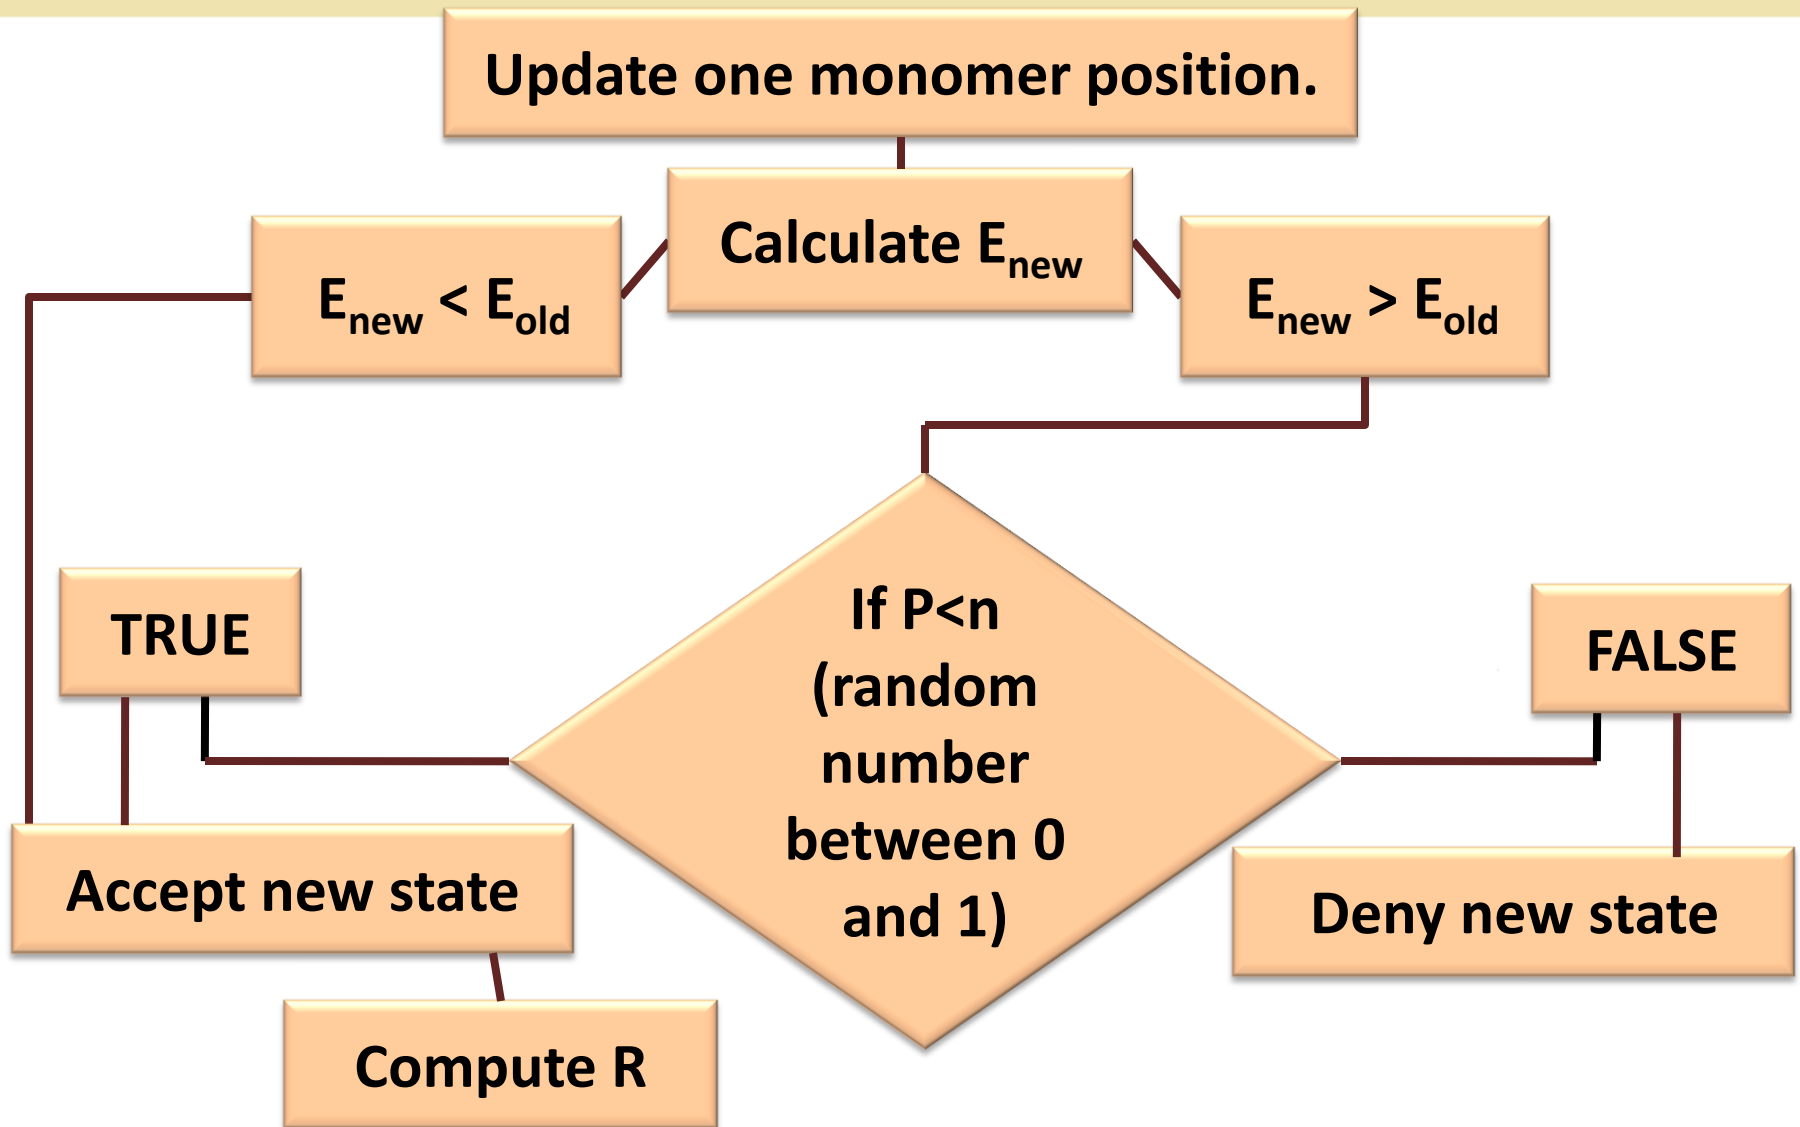 Update one monomer position.
Calculate Enew
Enew < Eold
Enew > Eold
If P<n
(random
number
between 0
and 1)
TRUE
FALSE
Accept new state
Deny new state
Compute R